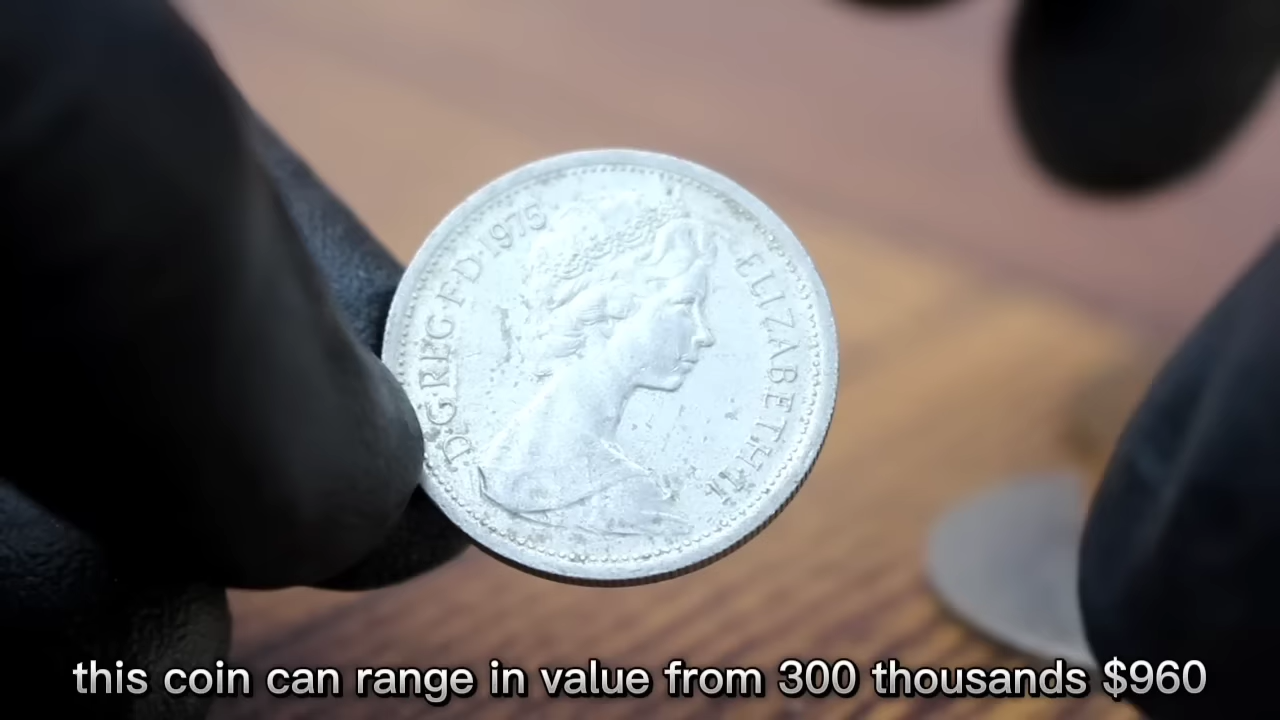 D·G·REG·F·D·1975
ELIZABETH II
this coin can range in value from 300 thousands $960